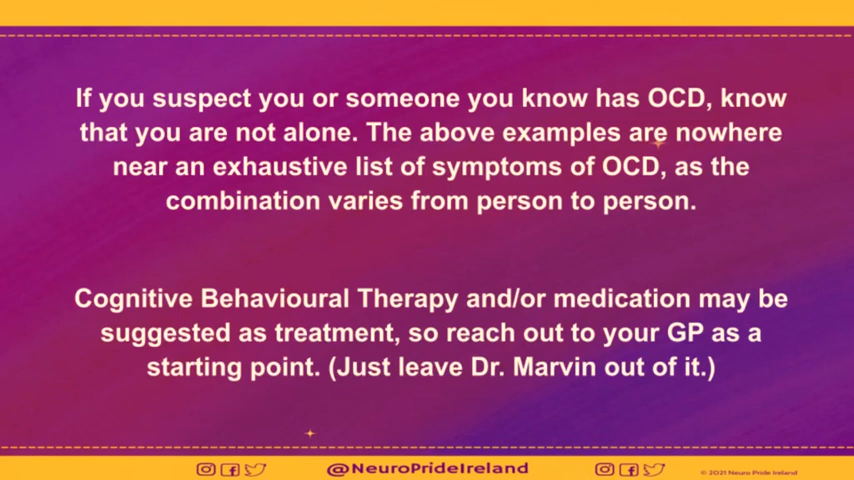 If you suspect you or someone you know has OCD, know
that you are not alone. The above examples are nowhere
near an exhaustive list of symptoms of OCD, as the
combination varies from person to person.
Cognitive Behavioural Therapy and/or medication may be
suggested as treatment, so reach out to your GP as a
starting point. (Just leave Dr. Marvin out of it.)
@NeuroPrideIreland
© 2021 Neuro Pride Ireland